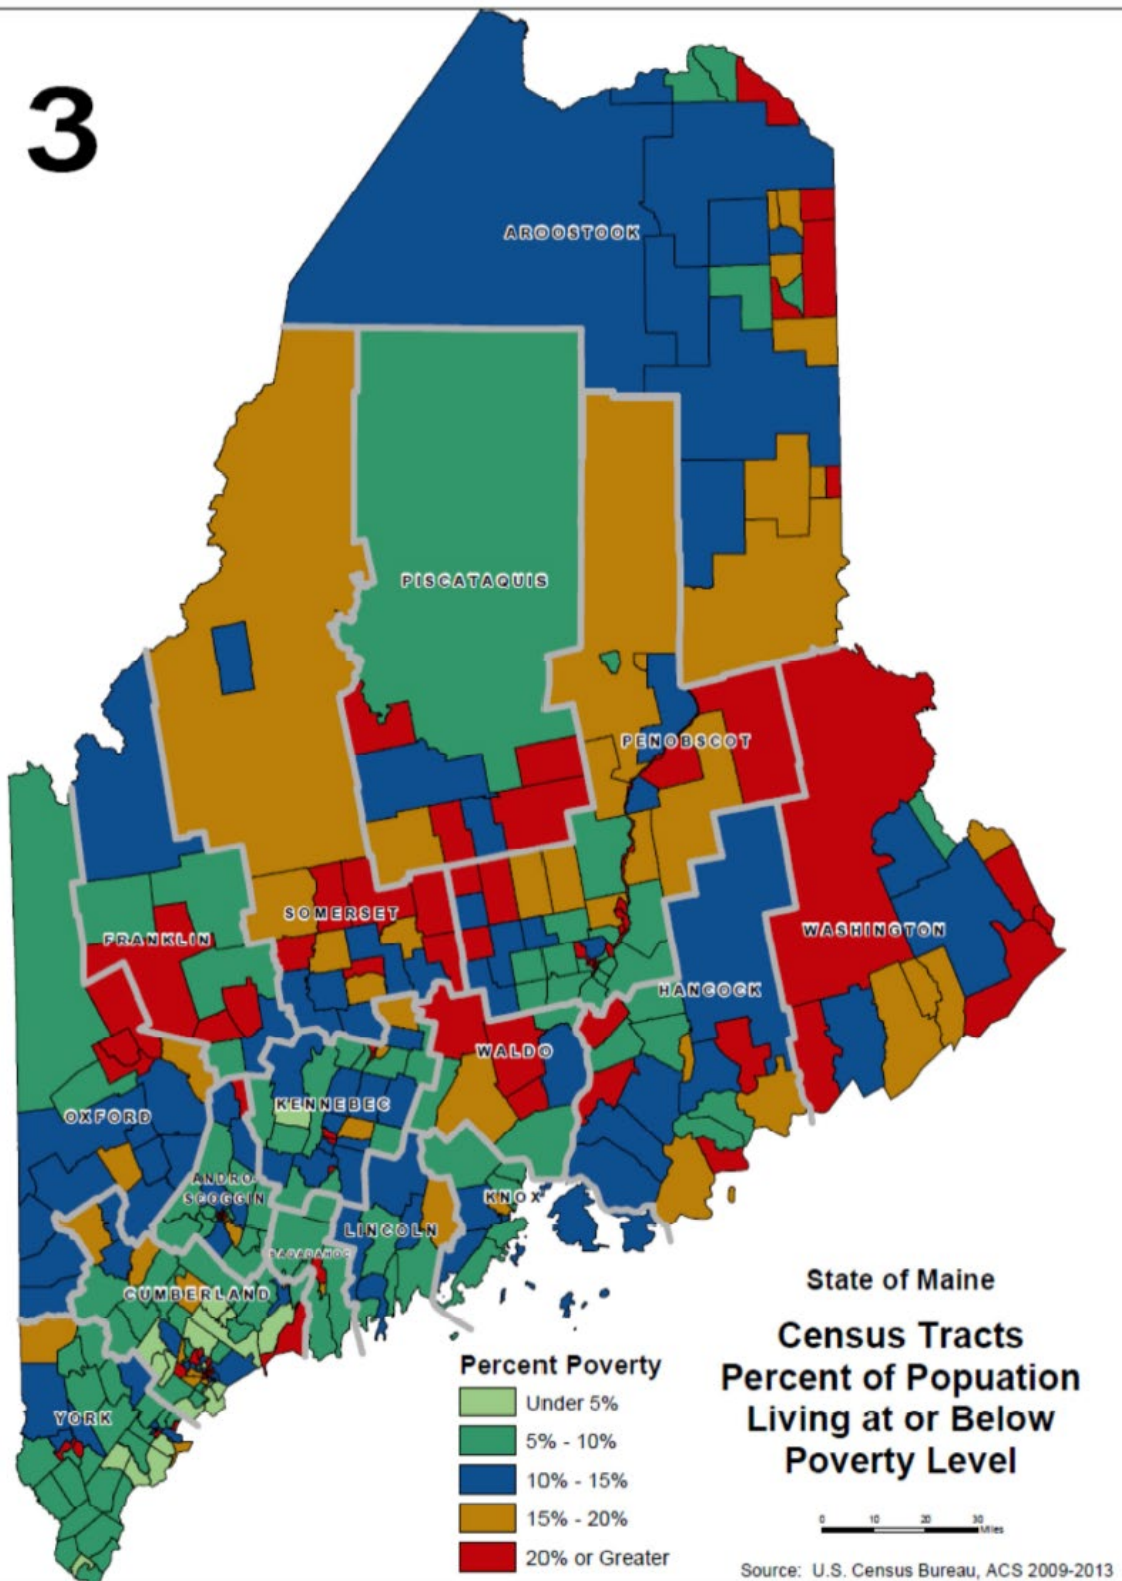 3
AROOSTOOK
PISCATAQUIS
PENOBSCOT
SOMERSET
FRANKLIN
WASHINGTON
HANCOCK
WALDO
KENNEBEC
OXFORD
ANDRO-
SCOGGIN
KNOX
LINCOLN
SAGADAHOC
CUMBERLAND
YORK
State of Maine
Census Tracts
Percent of Popuation
Living at or Below
Poverty Level
Percent Poverty
Under 5%
5% - 10%
10% - 15%
15% - 20%
20% or Greater
0 10 20 30
Miles
Source: U.S. Census Bureau, ACS 2009-2013